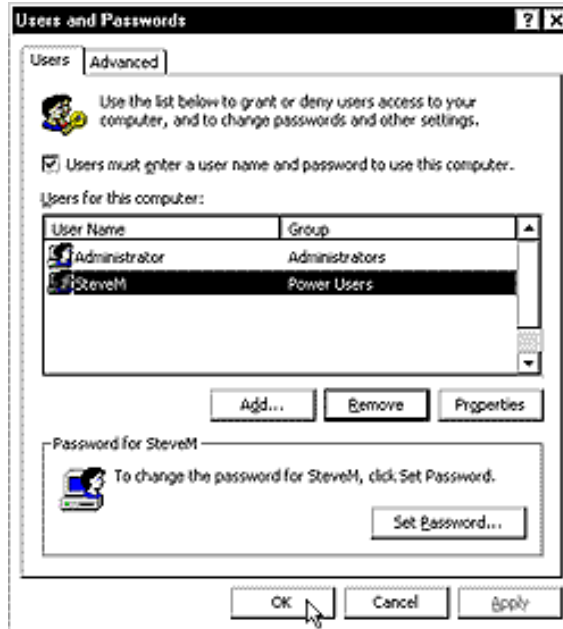 Users and Passwords
Users Advanced
Use the list below to grant or deny users access to your
computer, and to change passwords and other settings.
Users must enter a user name and password to use this computer.
Users for this computer:
User Name Group
Administrator Administrators
SteveM Power Users
Add... Remove Properties
Password for SteveM
To change the password for SteveM, click Set Password.
Set Password...
OK Cancel Apply